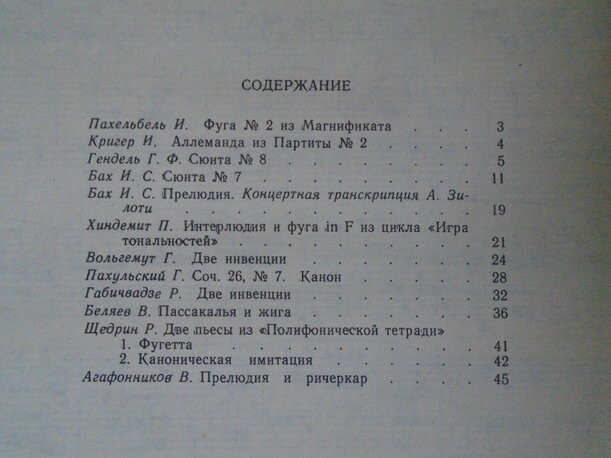 СОДЕРЖАНИЕ
Пахельбель И. Фуга № 2 из Магнификата . . . 3
Кригер И. Аллеманда из Партиты № 2 . . . . 4
Гендель Г. Ф. Сюита № 8 . . . . . . . 5
Бах И. С. Сюита № 7 . . . . . . . . 11
Бах И. С. Прелюдия. Концертная транскрипция А. Зи-
лоти . . . . . . . . . . . 19
Хиндемит П. Интерлюдия и фуга in F из цикла «Игра
тональностей» . . . . . . . . . 21
Вольгемут Г. Две инвенции . . . . . . 24
Пахульский Г. Соч. 26, № 7. Канон . . . . . 28
Габичвадзе Р. Две инвенции . . . . . . 32
Беляев В. Пассакалья и жига . . . . . . 36
Щедрин Р. Две пьесы из «Полифонической тетради»
1. Фугетта . . . . . . . . . 41
2. Каноническая имитация . . . . . . 42
Агафонников В. Прелюдия и ричеркар . . . . 45